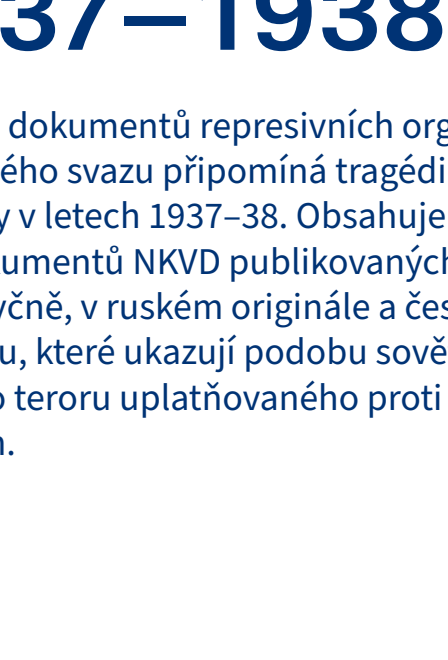 37–1938
dokumentů represivních org
ého svazu připomíná tragédi
y v letech 1937–38. Obsahuje
umentů NKVD publikovaných
yčně, v ruském originále a čes
u, které ukazují podobu sově
o teroru uplatňovaného proti
h.